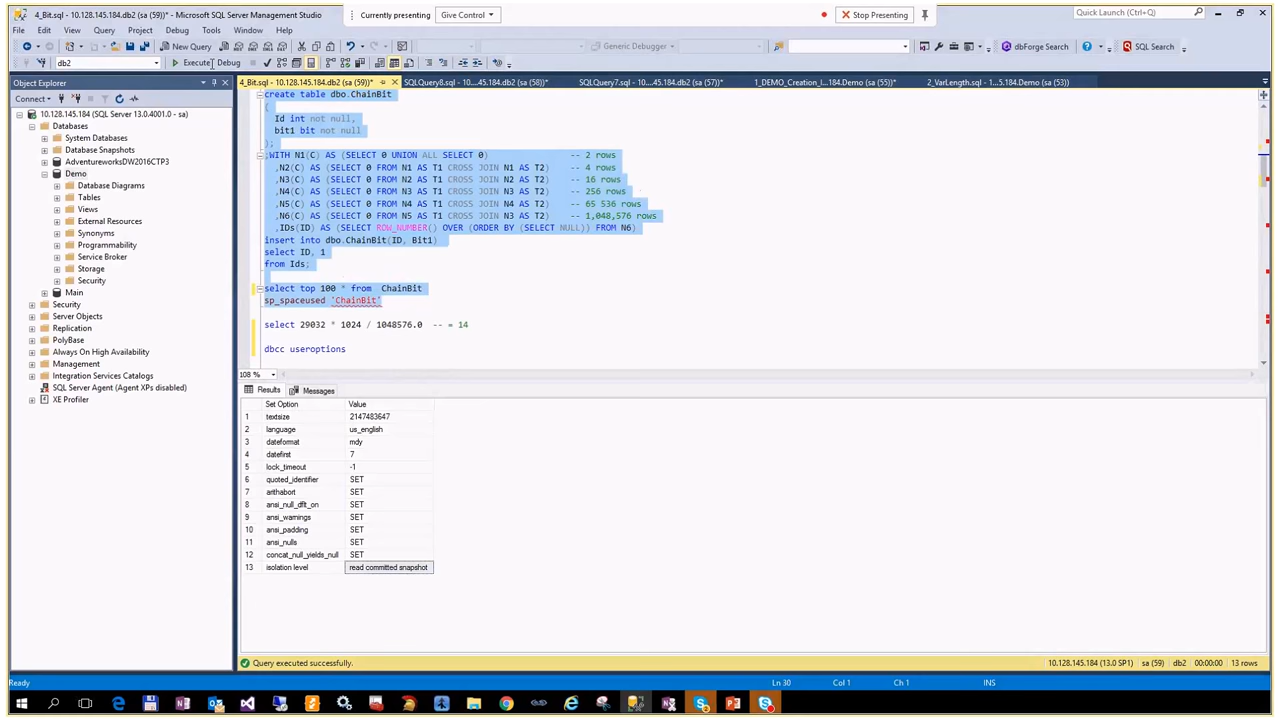 4_Bit.sql - 10.128.145.184.db2 (sa (59))* - Microsoft SQL Server Management Studio
Currently presenting
Give Control
Stop Presenting
Quick Launch (Ctrl+Q)
File
Edit
View
Query
Project
Debug
Tools
Window
Help
New Query
Generic Debugger
dbForge Search
SQL Search
db2
Execute
Debug
Object Explorer
4_Bit.sql - 10.128.145.184.db2 (sa (59))*
SQLQuery8.sql - 10....45.184.db2 (sa (58))*
SQLQuery7.sql - 10....45.184.db2 (sa (57))*
1_DEMO_Creation_I....184.Demo (sa (55))*
2_VarLength.sql - 1....5.184.Demo (sa (53))
Connect
10.128.145.184 (SQL Server 13.0.4001.0 - sa)
Databases
System Databases
Database Snapshots
AdventureworksDW2016CTP3
Demo
Database Diagrams
Tables
Views
External Resources
Synonyms
Programmability
Service Broker
Storage
Security
Main
Security
Server Objects
Replication
PolyBase
Always On High Availability
Management
Integration Services Catalogs
SQL Server Agent (Agent XPs disabled)
XE Profiler
create table dbo.ChainBit
(
Id int not null,
bit1 bit not null
);
;WITH N1(C) AS (SELECT 0 UNION ALL SELECT 0) -- 2 rows
,N2(C) AS (SELECT 0 FROM N1 AS T1 CROSS JOIN N1 AS T2) -- 4 rows
,N3(C) AS (SELECT 0 FROM N2 AS T1 CROSS JOIN N2 AS T2) -- 16 rows
,N4(C) AS (SELECT 0 FROM N3 AS T1 CROSS JOIN N3 AS T2) -- 256 rows
,N5(C) AS (SELECT 0 FROM N4 AS T1 CROSS JOIN N4 AS T2) -- 65 536 rows
,N6(C) AS (SELECT 0 FROM N5 AS T1 CROSS JOIN N3 AS T2) -- 1,048,576 rows
,IDs(ID) AS (SELECT ROW_NUMBER() OVER (ORDER BY (SELECT NULL)) FROM N6)
insert into dbo.ChainBit(ID, Bit1)
select ID, 1
from Ids;
select top 100 * from ChainBit
sp_spaceused 'ChainBit'
select 29032 * 1024 / 1048576.0 -- = 14
dbcc useroptions
108 %
Results
Messages
Set Option Value
1 textsize 2147483647
2 language us_english
3 dateformat mdy
4 datefirst 7
5 lock_timeout -1
6 quoted_identifier SET
7 arithabort SET
8 ansi_null_dflt_on SET
9 ansi_warnings SET
10 ansi_padding SET
11 ansi_nulls SET
12 concat_null_yields_null SET
13 isolation level read committed snapshot
Query executed successfully.
10.128.145.184 (13.0 SP1)
sa (59)
db2
00:00:00
13 rows
Ready
Ln 30
Col 1
Ch 1
INS